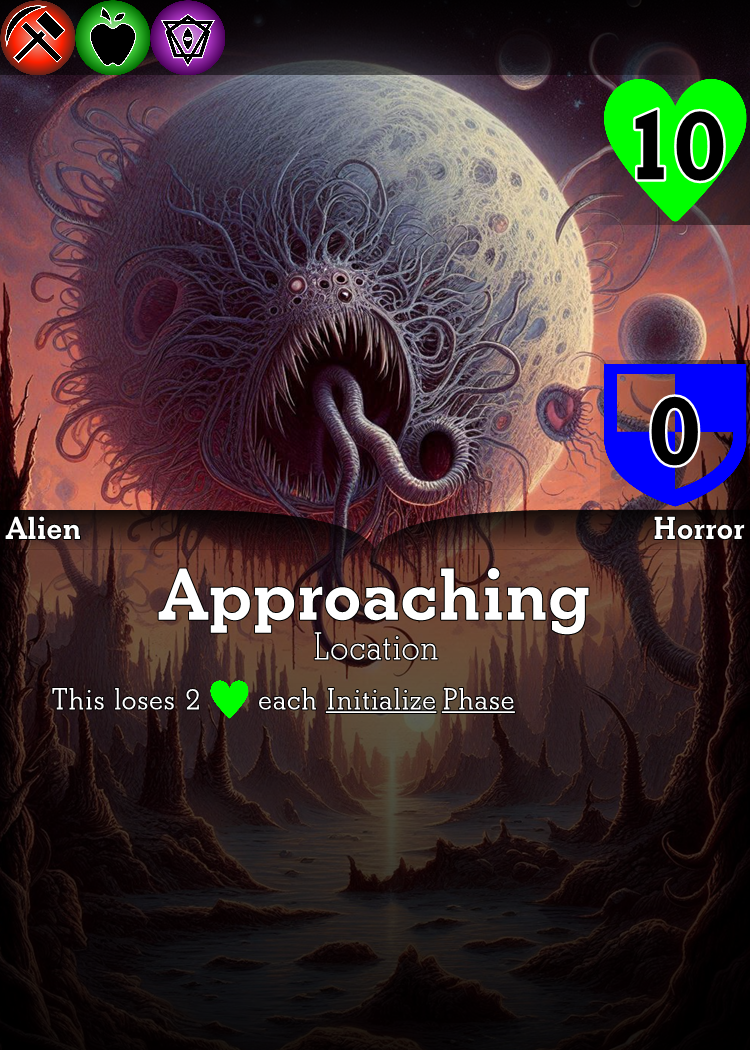 10
0
Alien
Horror
Approaching
Location
This loses 2 each Initialize Phase